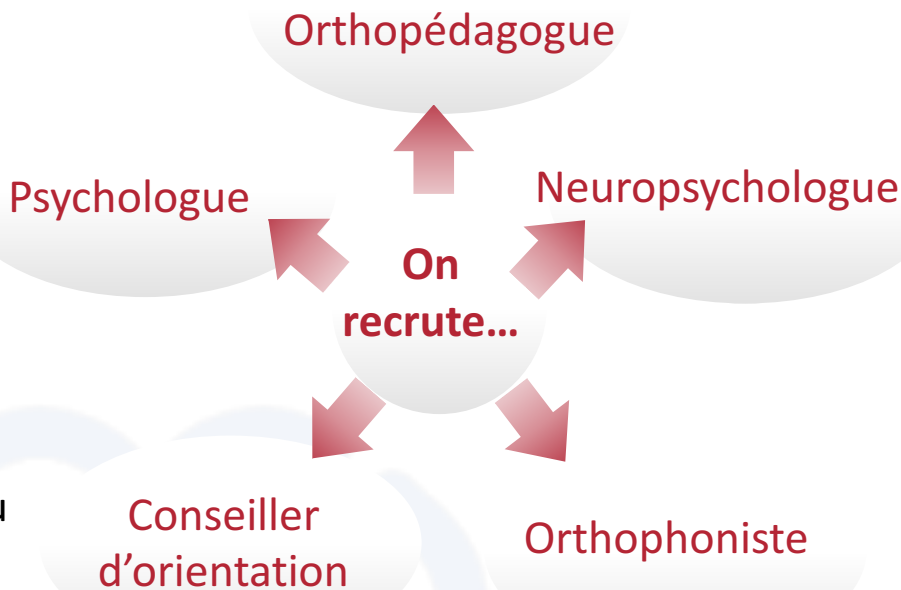 Orthopédagogue
Psychologue
Neuropsychologue
On
recrute...
Conseiller
d'orientation
Orthophoniste